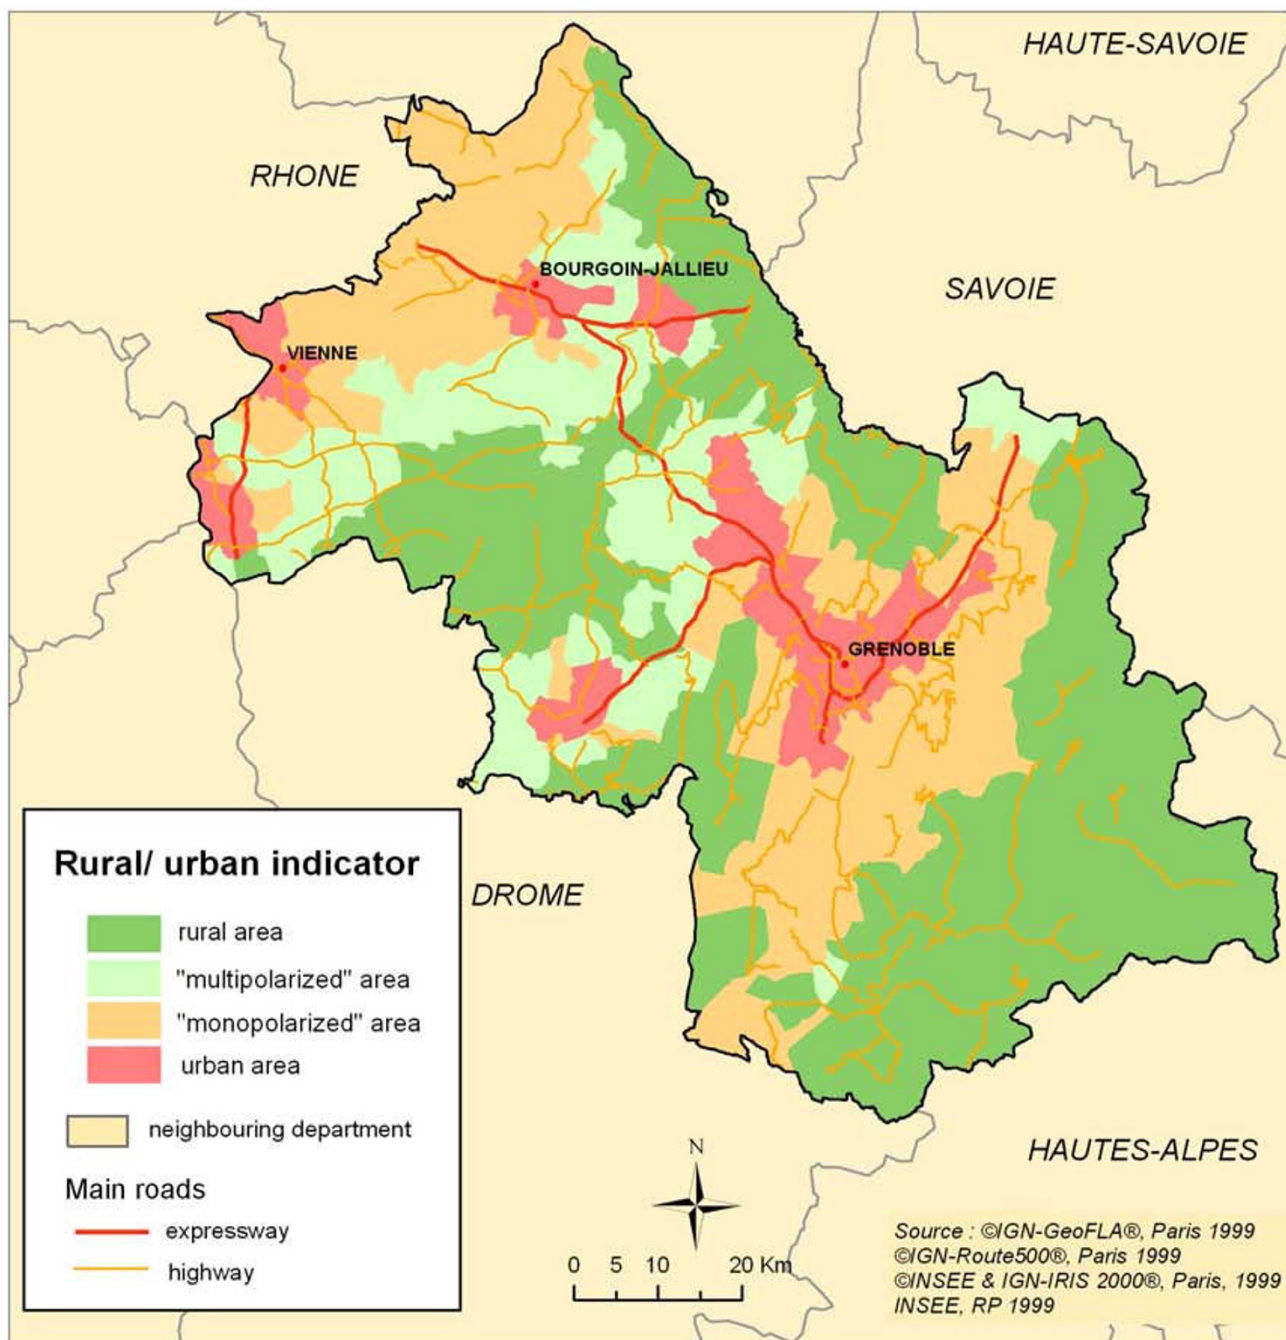 HAUTE-SAVOIE
RHONE
BOURGOIN-JALLIEU
SAVOIE
VIENNE
GRENOBLE
Rural/ urban indicator
rural area
"multipolarized" area
"monopolarized" area
urban area
neighbouring department
Main roads
expressway
highway
DROME
HAUTES-ALPES
N
0 5 10 20 Km
Source : ©IGN-GeoFLA®, Paris 1999
©IGN-Route500®, Paris 1999
©INSEE & IGN-IRIS 2000®, Paris, 1999
INSEE, RP 1999